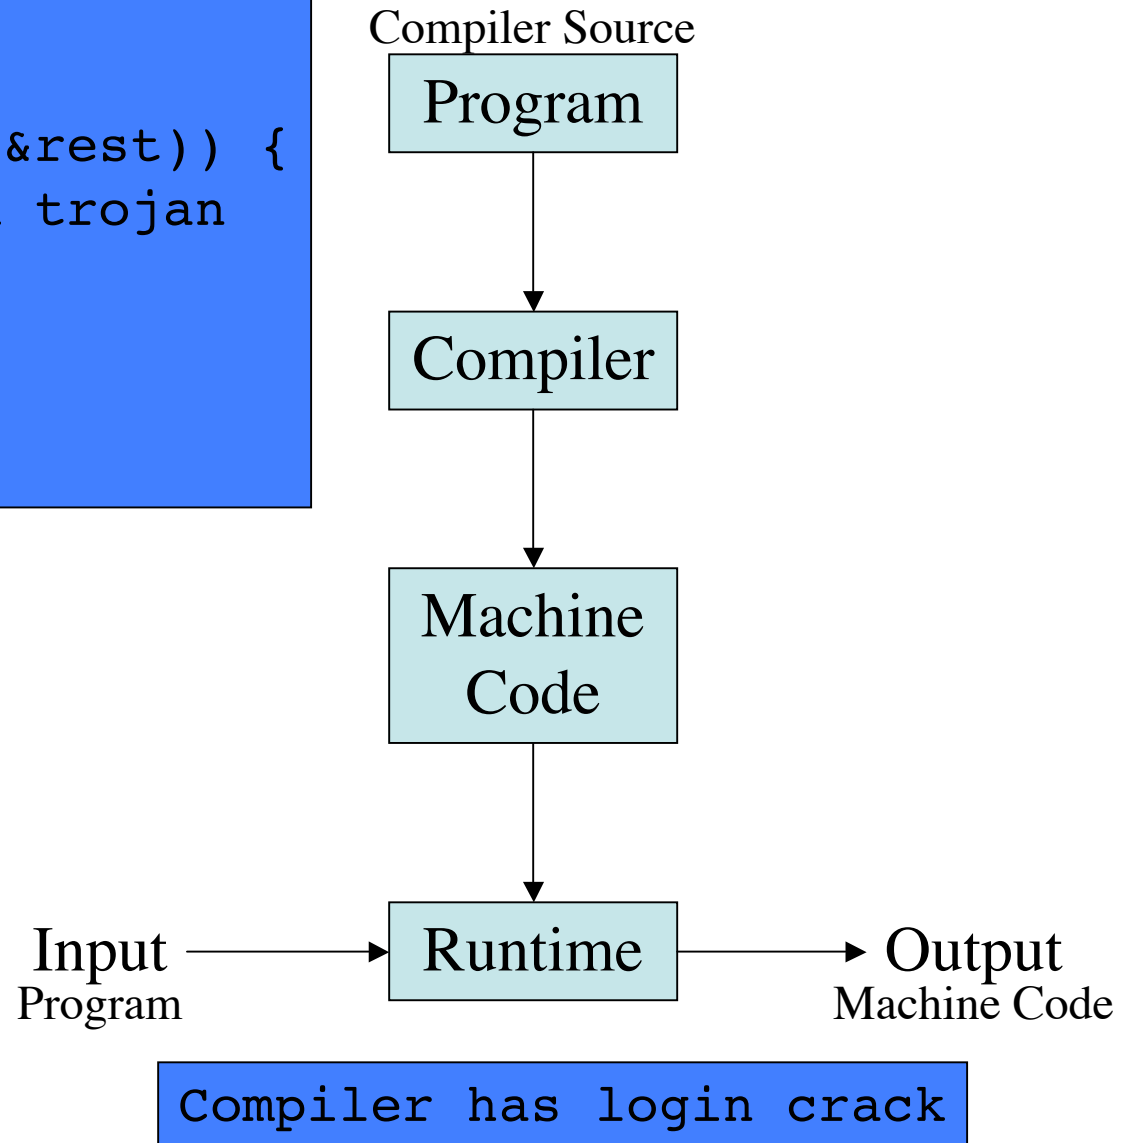 Compiler Source
Program
&rest)) {
trojan
Compiler
Machine
Code
Input
Program
Runtime
Output
Machine Code
Compiler has login crack